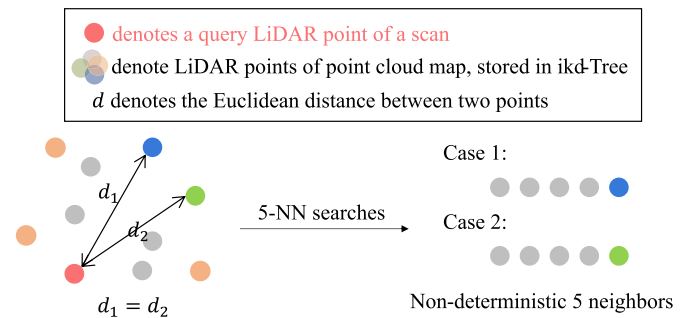 denotes a query LiDAR point of a scan
denote LiDAR points of point cloud map, stored in ikd-Tree
d denotes the Euclidean distance between two points
Case 1:
d₁
5-NN searches
Case 2:
d₂
d₁ = d₂
Non-deterministic 5 neighbors